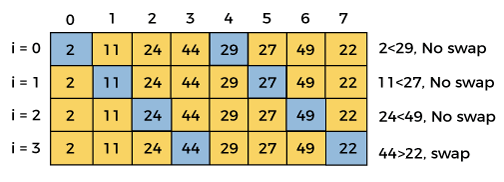 0 1 2 3 4 5 6 7
i = 0 2 11 24 44 29 27 49 22 2<29, No swap
i = 1 2 11 24 44 29 27 49 22 11<27, No swap
i = 2 2 11 24 44 29 27 49 22 24<49, No swap
i = 3 2 11 24 44 29 27 49 22 44>22, swap